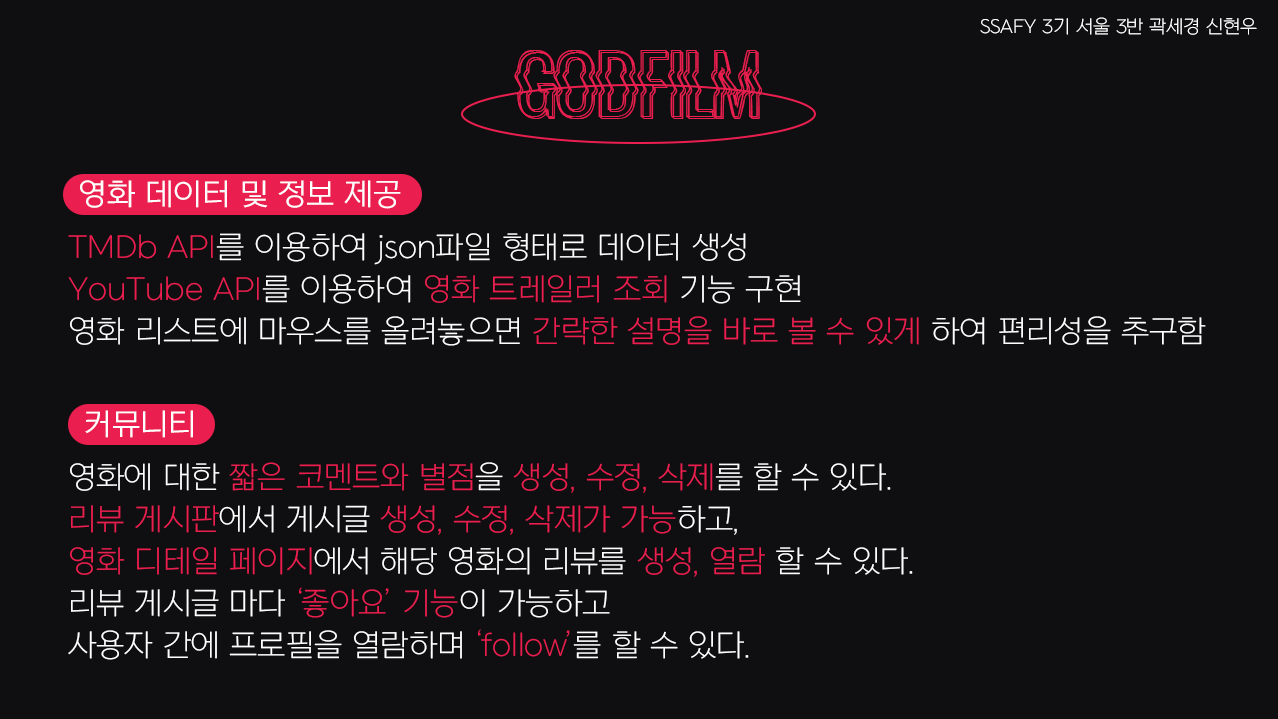 SSAFY 3기 서울 3반 곽세경 신현우
GODFILM
영화 데이터 및 정보 제공
TMDb API를 이용하여 json파일 형태로 데이터 생성
YouTube API를 이용하여 영화 트레일러 조회 기능 구현
영화 리스트에 마우스를 올려놓으면 간략한 설명을 바로 볼 수 있게 하여 편리성을 추구함
커뮤니티
영화에 대한 짧은 코멘트와 별점을 생성, 수정, 삭제를 할 수 있다.
리뷰 게시판에서 게시글 생성, 수정, 삭제가 가능하고,
영화 디테일 페이지에서 해당 영화의 리뷰를 생성, 열람 할 수 있다.
리뷰 게시글 마다 ‘좋아요’ 기능이 가능하고
사용자 간에 프로필을 열람하며 ‘follow’를 할 수 있다.